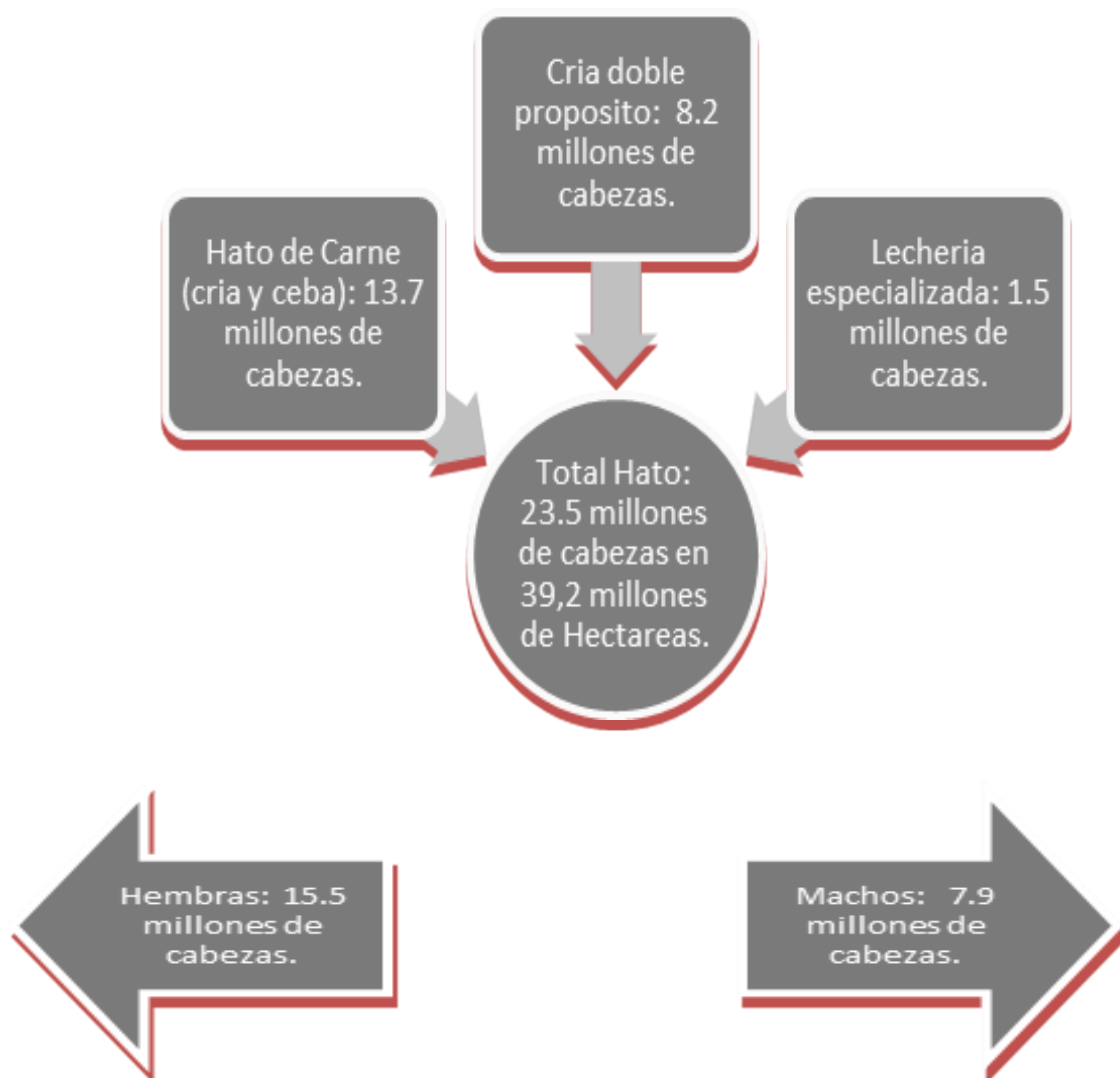 Cria doble
proposito:  8.2
millones de
cabezas.
Hato de Carne
(cria y ceba): 13.7
millones de
cabezas.
Lecheria
especializada: 1.5
millones de
cabezas.
Total Hato:
23.5 millones
de cabezas en
39,2 millones
de Hectareas.
Hembras:  15.5
millones de
cabezas.
Machos:   7.9
millones de
cabezas.